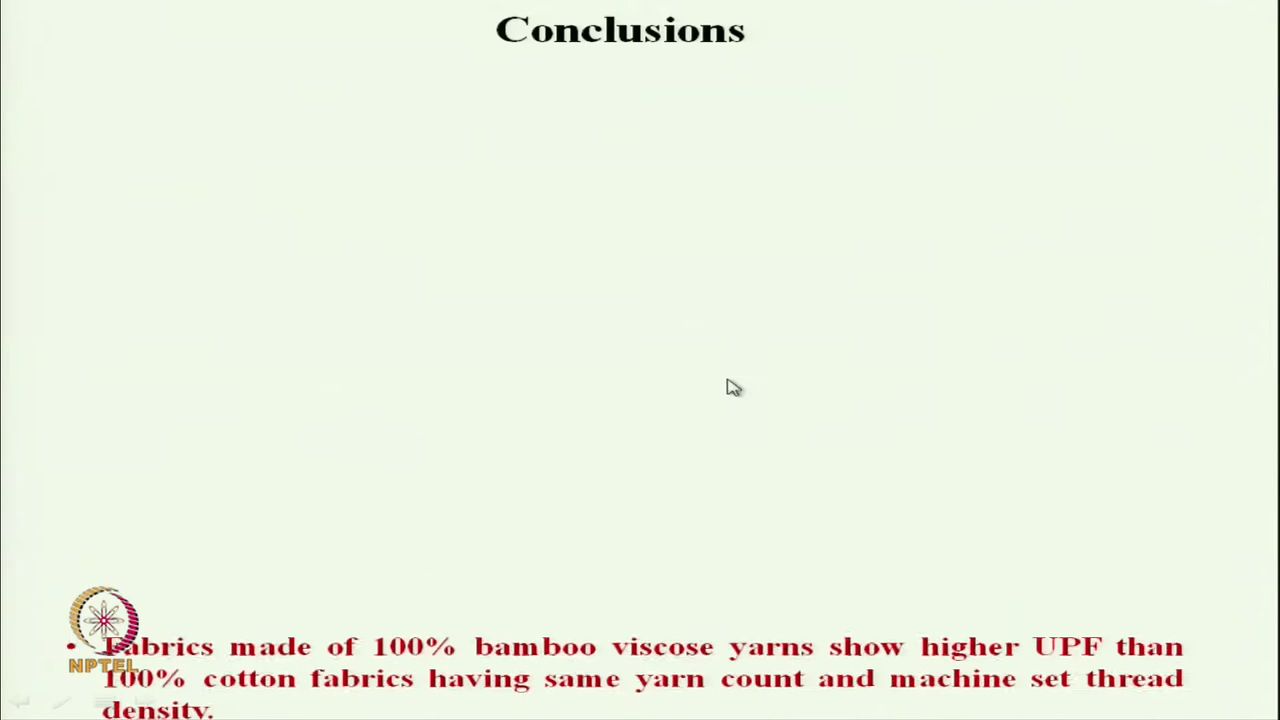 Conclusions
• Fabrics made of 100% bamboo viscose yarns show higher UPF than
NPTEL
100% cotton fabrics having same yarn count and machine set thread
density.